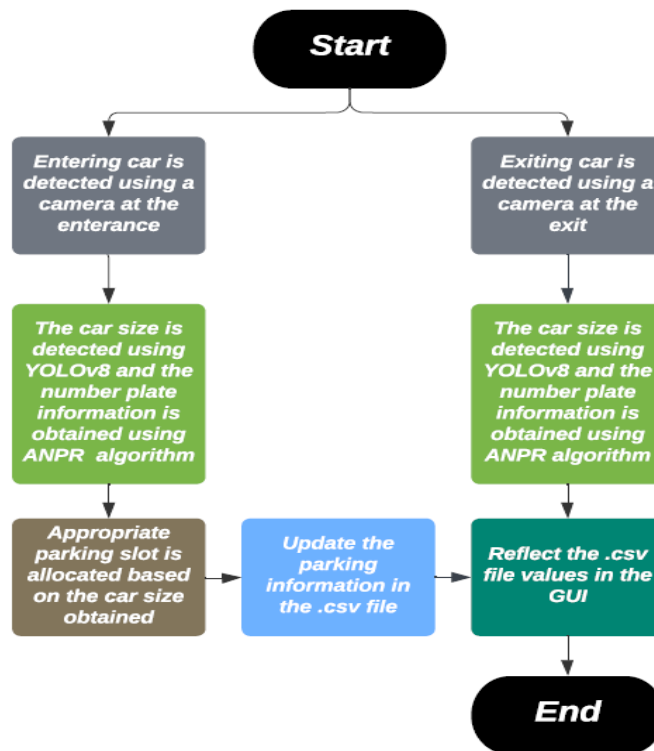 Start
Entering car is
detected using a
camera at the
enterance
Exiting car is
detected using a
camera at the
exit
The car size is
detected using
YOLOv8 and the
number plate
information is
obtained using
ANPR algorithm
The car size is
detected using
YOLOv8 and the
number plate
information is
obtained using
ANPR algorithm
Appropriate
parking slot is
allocated based
on the car size
obtained
Update the
parking
information in
the .csv file
Reflect the .csv
file values in the
GUI
End